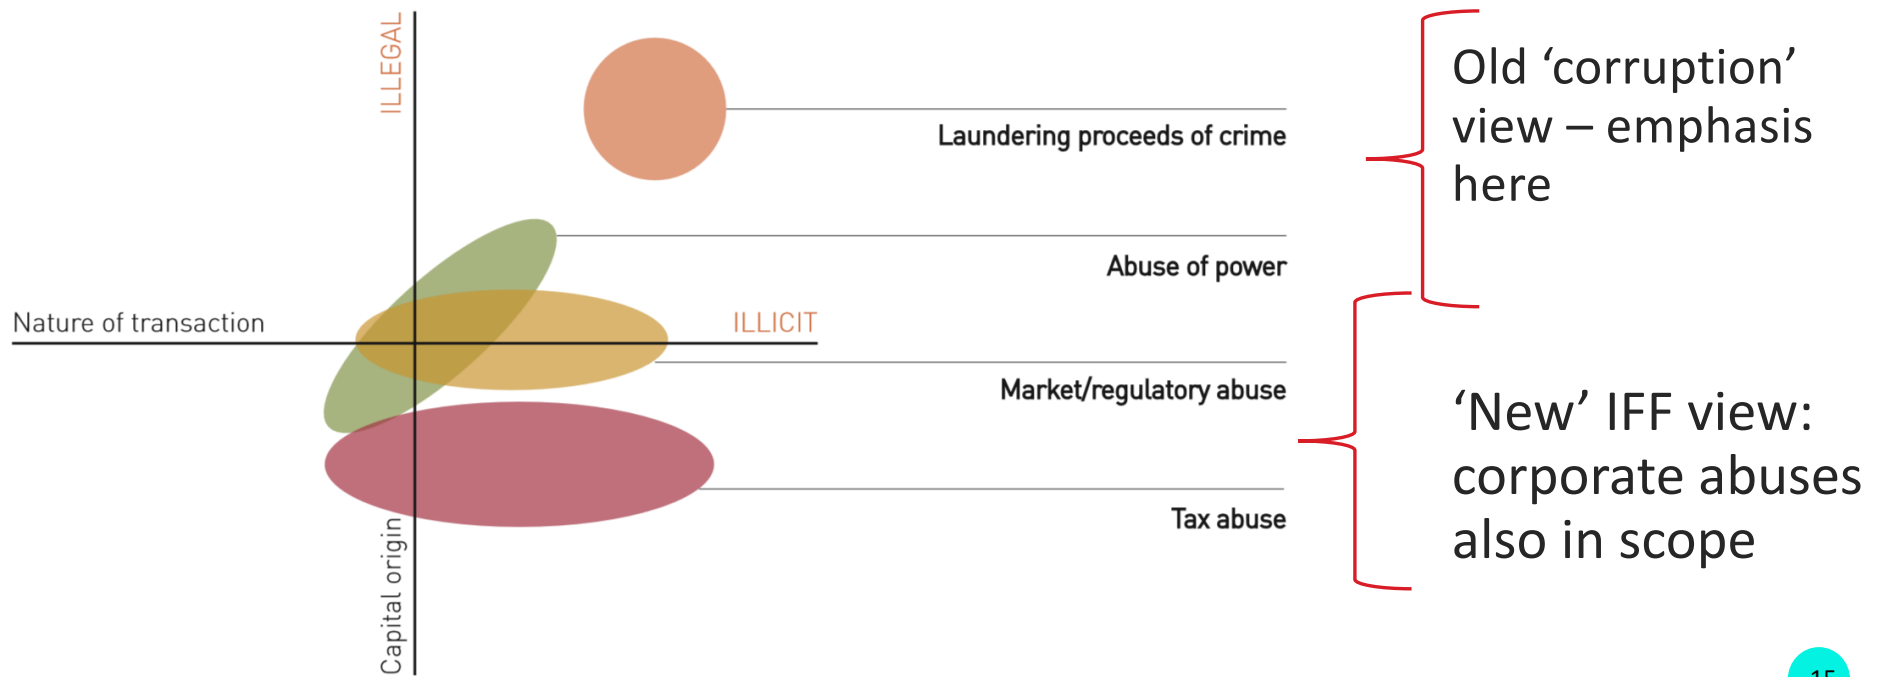 ILLEGAL
Laundering proceeds of crime
Abuse of power
Nature of transaction
ILLICIT
Market/regulatory abuse
Tax abuse
Capital origin
Old ‘corruption’
view – emphasis
here
‘New’ IFF view:
corporate abuses
also in scope
15